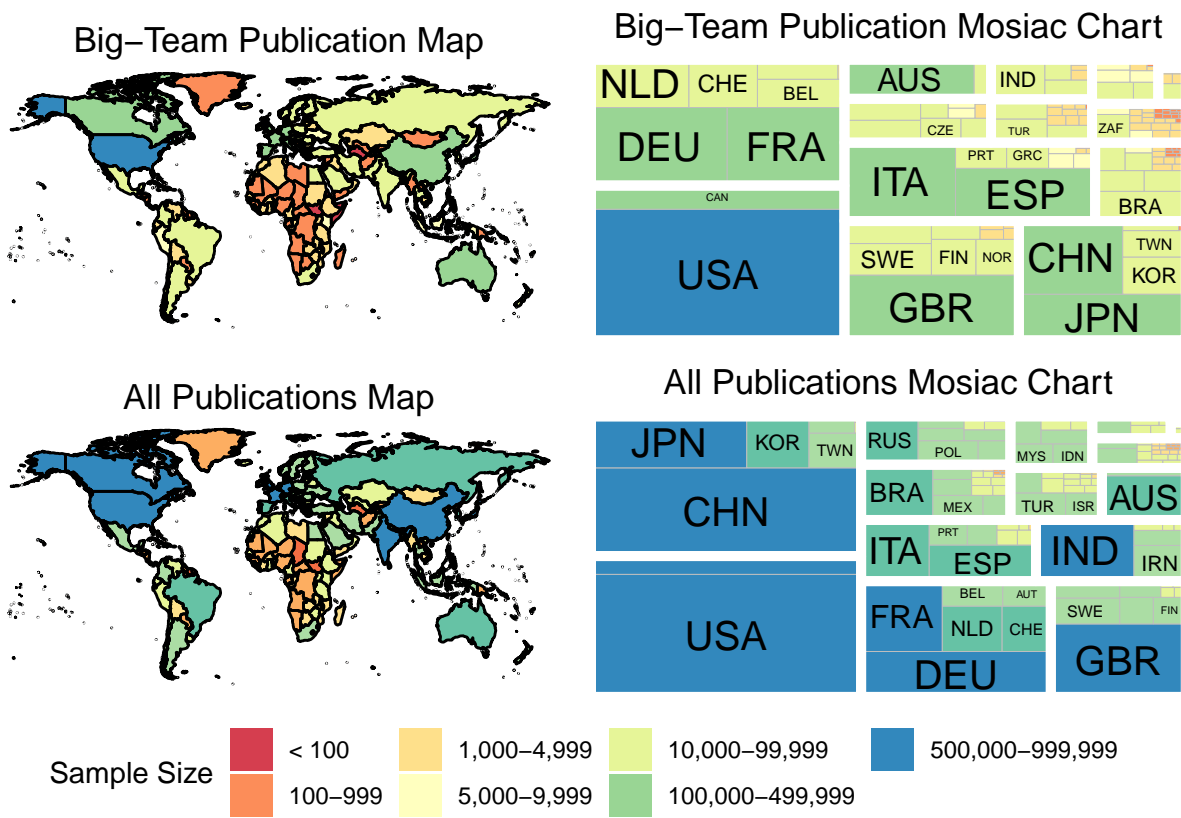 Big−Team Publication Map
Big−Team Publication Mosiac Chart
NLD
CHE
BEL
DEU
FRA
CAN
USA
AUS
IND
CZE
TUR
ZAF
ITA
PRT
GRC
ESP
BRA
SWE
FIN
NOR
GBR
CHN
TWN
KOR
JPN
All Publications Map
All Publications Mosiac Chart
JPN
KOR
TWN
CHN
USA
RUS
POL
MYS
IDN
BRA
MEX
TUR
ISR
AUS
ITA
PRT
ESP
IND
IRN
FRA
BEL
AUT
NLD
CHE
DEU
SWE
FIN
GBR
Sample Size
< 100
100−999
1,000−4,999
5,000−9,999
10,000−99,999
100,000−499,999
500,000−999,999